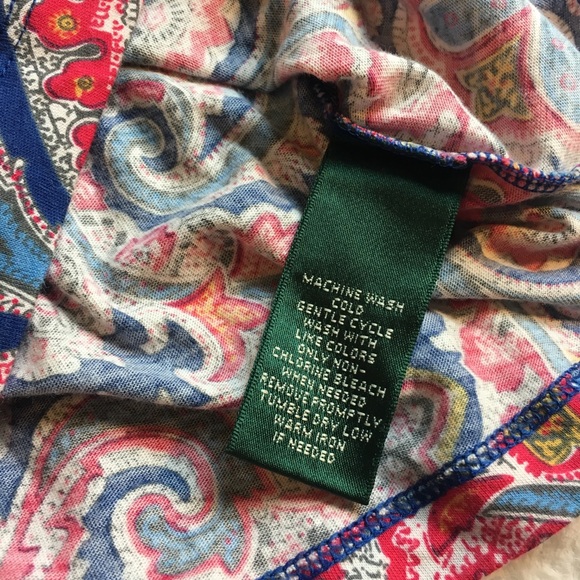 MACHINE WASH
COLD
GENTLE CYCLE
WASH WITH
LIKE COLORS
ONLY NON-
CHLORINE BLEACH
WHEN NEEDED
REMOVE PROMPTLY
TUMBLE DRY LOW
WARM IRON
IF NEEDED